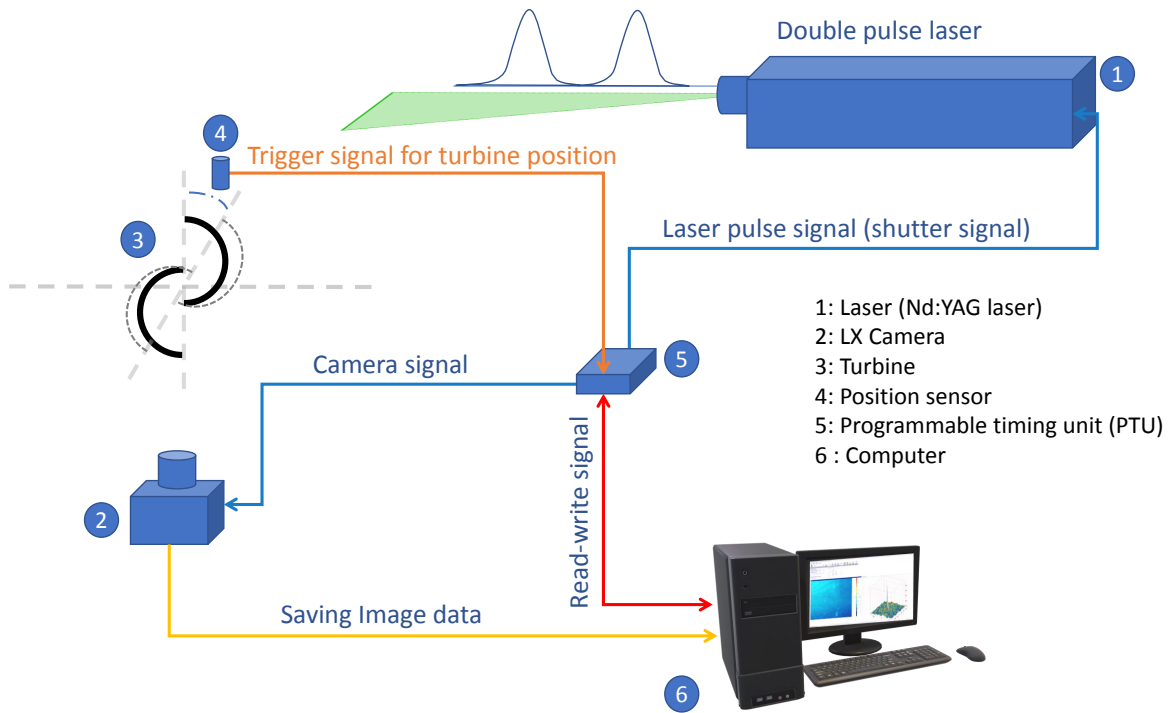 Double pulse laser
1
4
Trigger signal for turbine position
3
Laser pulse signal (shutter signal)
1: Laser (Nd:YAG laser)
2: LX Camera
3: Turbine
4: Position sensor
5: Programmable timing unit (PTU)
6 : Computer
5
Camera signal
Read-write signal
2
Saving Image data
6